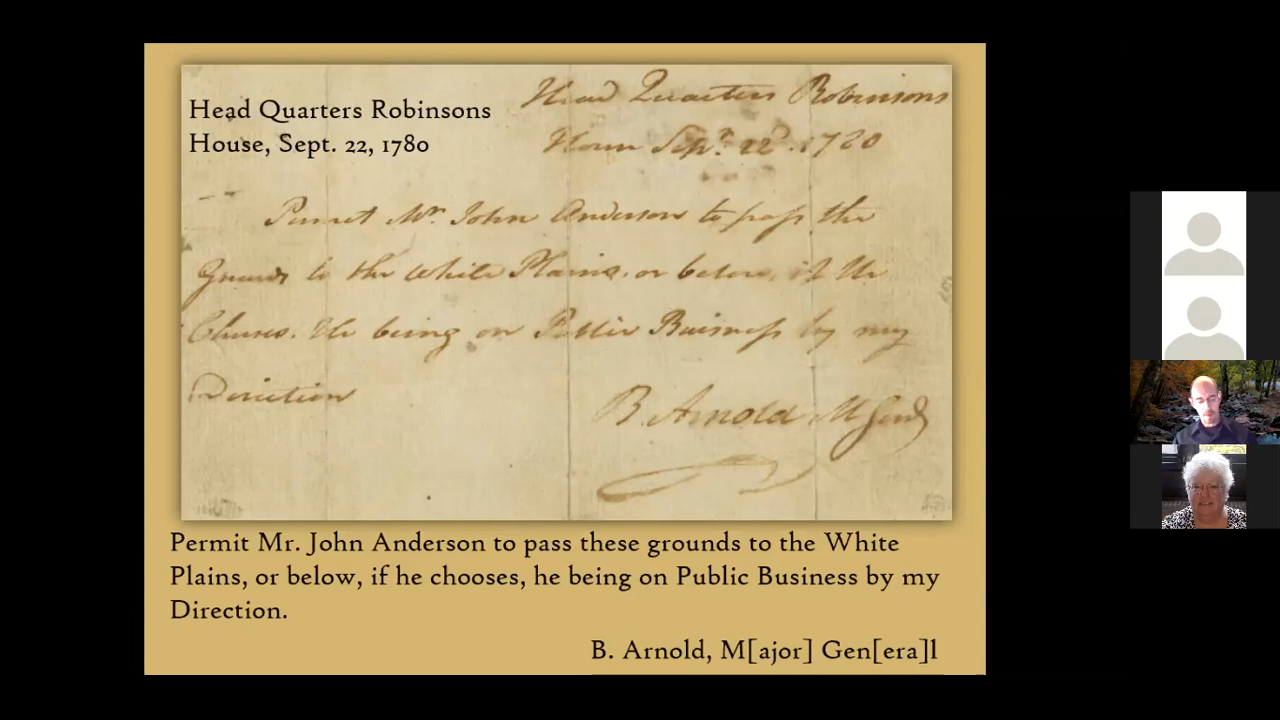 Head Quarters Robinsons
House, Sept. 22, 1780
Head Quarters Robinsons
House Sepr. 22d. 1780
Permit Mr. John Anderson to pass the
Guards to the White Plains, or below, if He
Chuses. He being on Public Buisness by my
Direction
B. Arnold M Genl
Permit Mr. John Anderson to pass these grounds to the White
Plains, or below, if he chooses, he being on Public Business by my
Direction.
B. Arnold, M[ajor] Gen[era]l